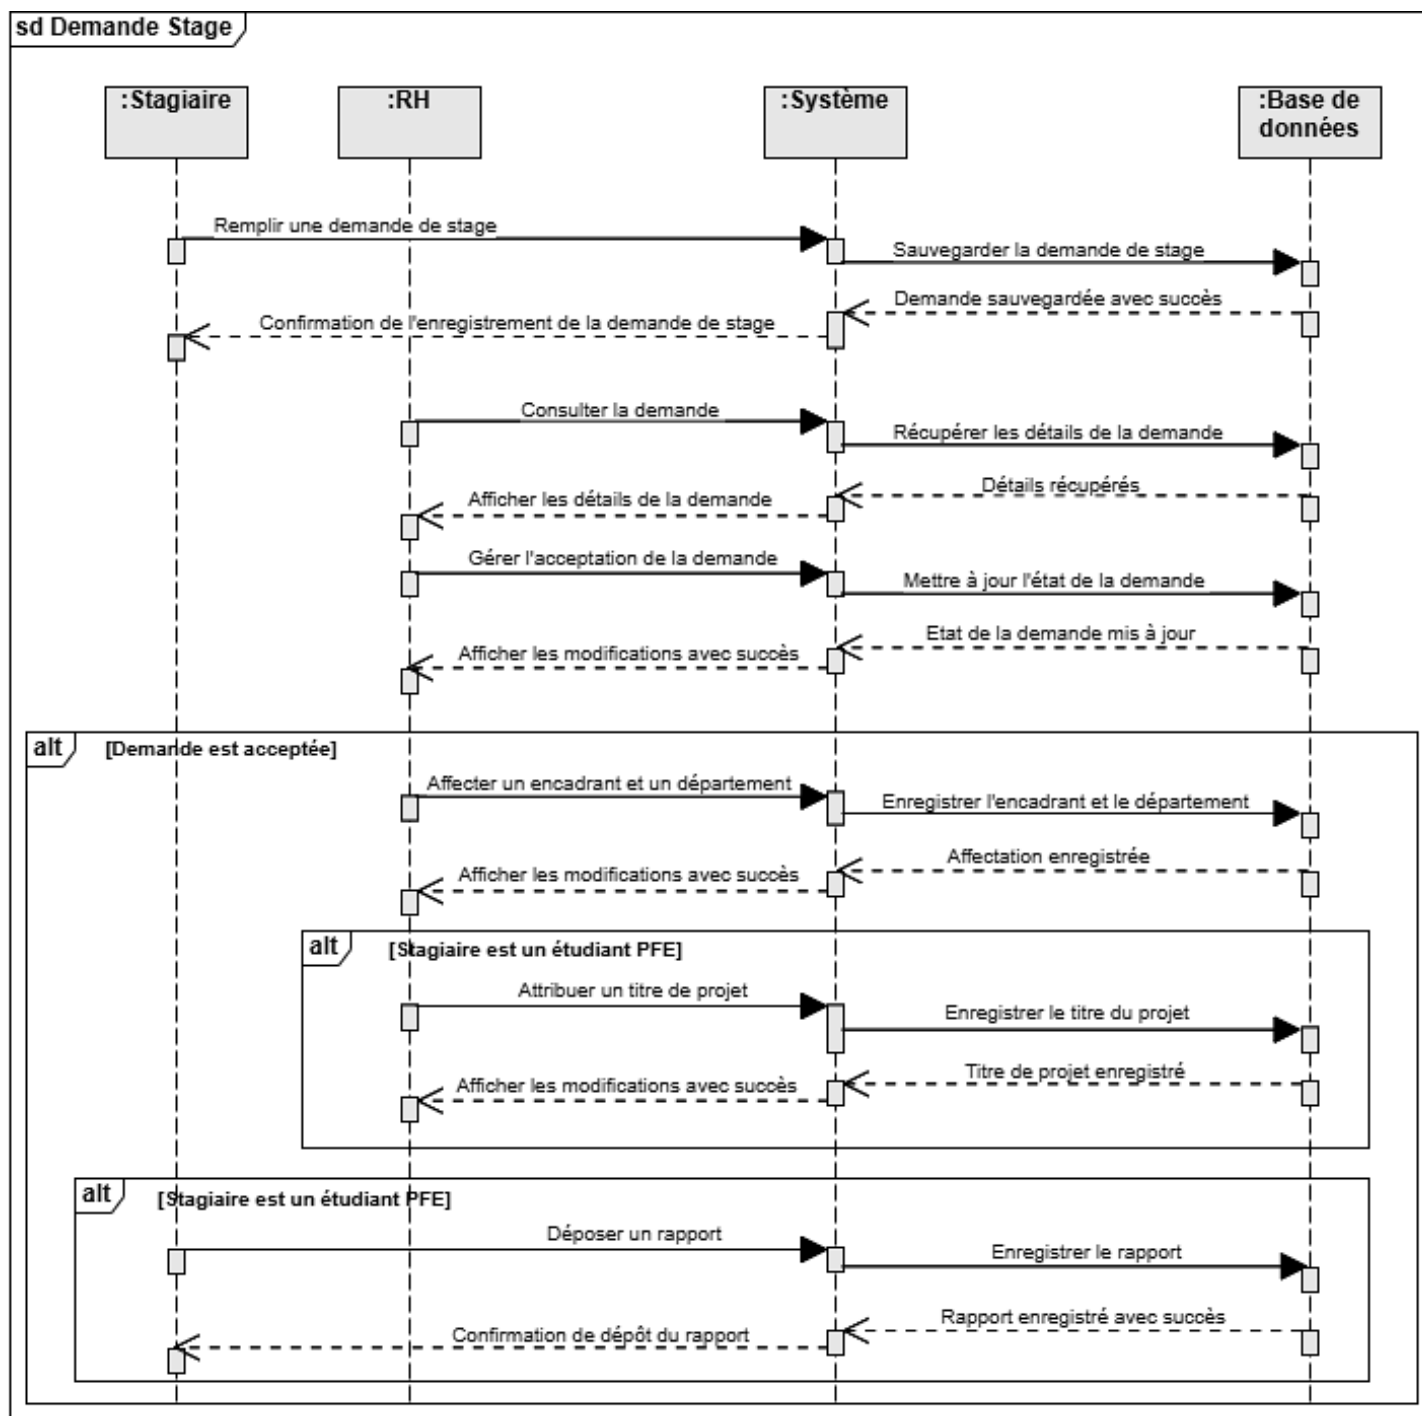 sd Demande Stage
:Stagiaire
:RH
:Système
:Base de
données
Remplir une demande de stage
Sauvegarder la demande de stage
Demande sauvegardée avec succès
Confirmation de l'enregistrement de la demande de stage
Consulter la demande
Récupérer les détails de la demande
Détails récupérés
Afficher les détails de la demande
Gérer l'acceptation de la demande
Mettre à jour l'état de la demande
Etat de la demande mis à jour
Afficher les modifications avec succès
alt
[Demande est acceptée]
Affecter un encadrant et un département
Enregistrer l'encadrant et le département
Affectation enregistrée
Afficher les modifications avec succès
alt
[Stagiaire est un étudiant PFE]
Attribuer un titre de projet
Enregistrer le titre du projet
Titre de projet enregistré
Afficher les modifications avec succès
alt
[Stagiaire est un étudiant PFE]
Déposer un rapport
Enregistrer le rapport
Rapport enregistré avec succès
Confirmation de dépôt du rapport